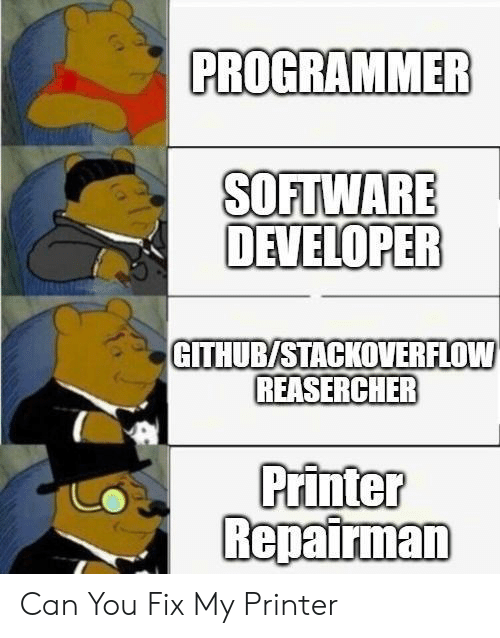 PROGRAMMER
SOFTWARE
DEVELOPER
GITHUB/STACKOVERFLOW
REASERCHER
Printer
Repairman
Can You Fix My Printer